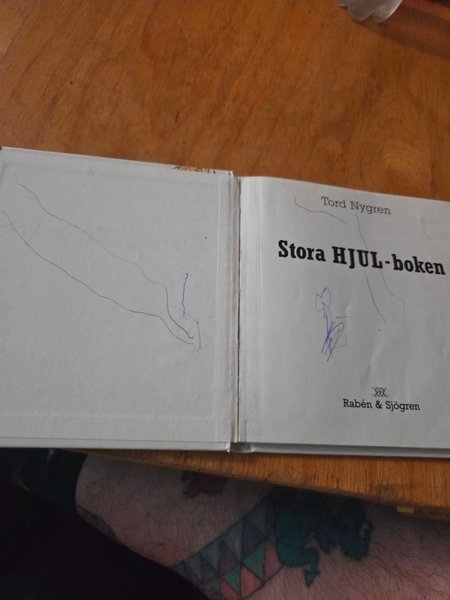 Tord Nygren
Stora HJUL-boken
Rabén & Sjögren